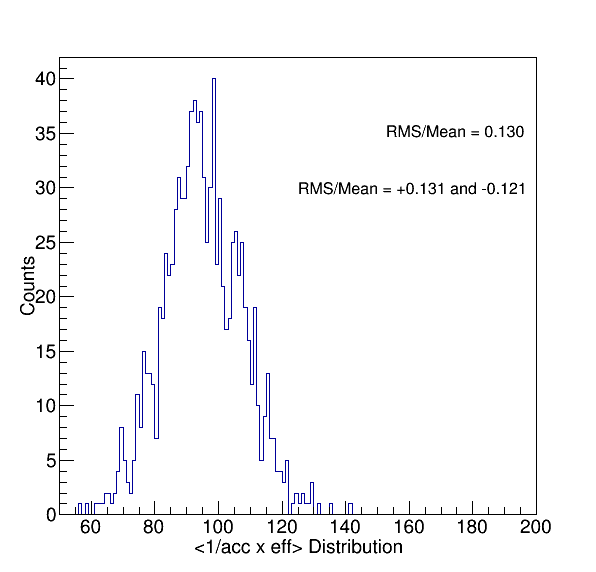 40
35
30
25
20
15
10
5
0
Counts
RMS/Mean = 0.130
RMS/Mean = +0.131 and -0.121
60 80 100 120 140 160 180 200
<1/acc x eff> Distribution